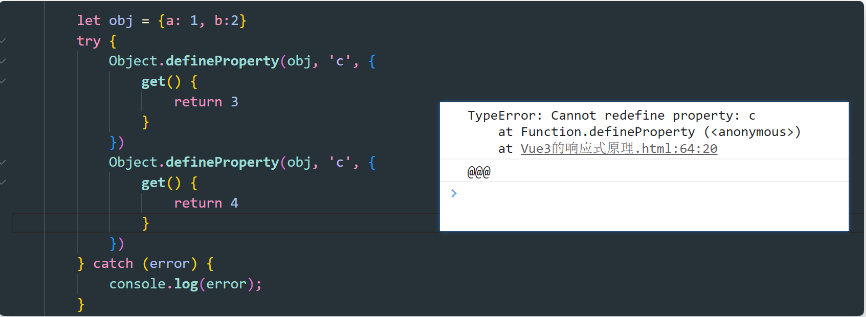 let obj = {a: 1, b:2}
try {
Object.defineProperty(obj, 'c', {
get() {
return 3
}
})
Object.defineProperty(obj, 'c', {
get() {
return 4
}
})
} catch (error) {
console.log(error);
}
TypeError: Cannot redefine property: c
at Function.defineProperty (<anonymous>)
at Vue3的响应式原理.html:64:20
@@@
>